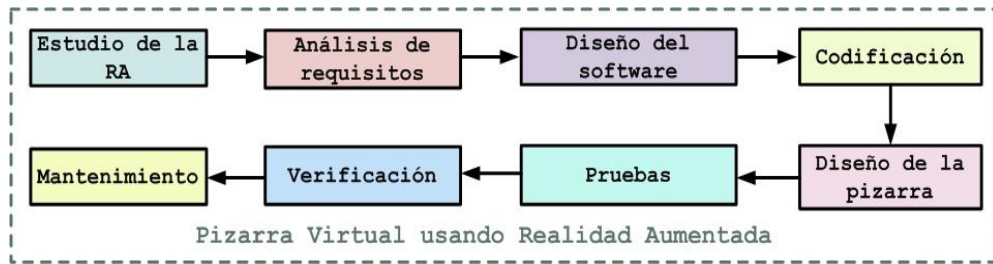 Estudio de la
RA
Análisis de
requisitos
Diseño del
software
Codificación
Diseño de la
pizarra
Pruebas
Verificación
Mantenimiento
Pizarra Virtual usando Realidad Aumentada